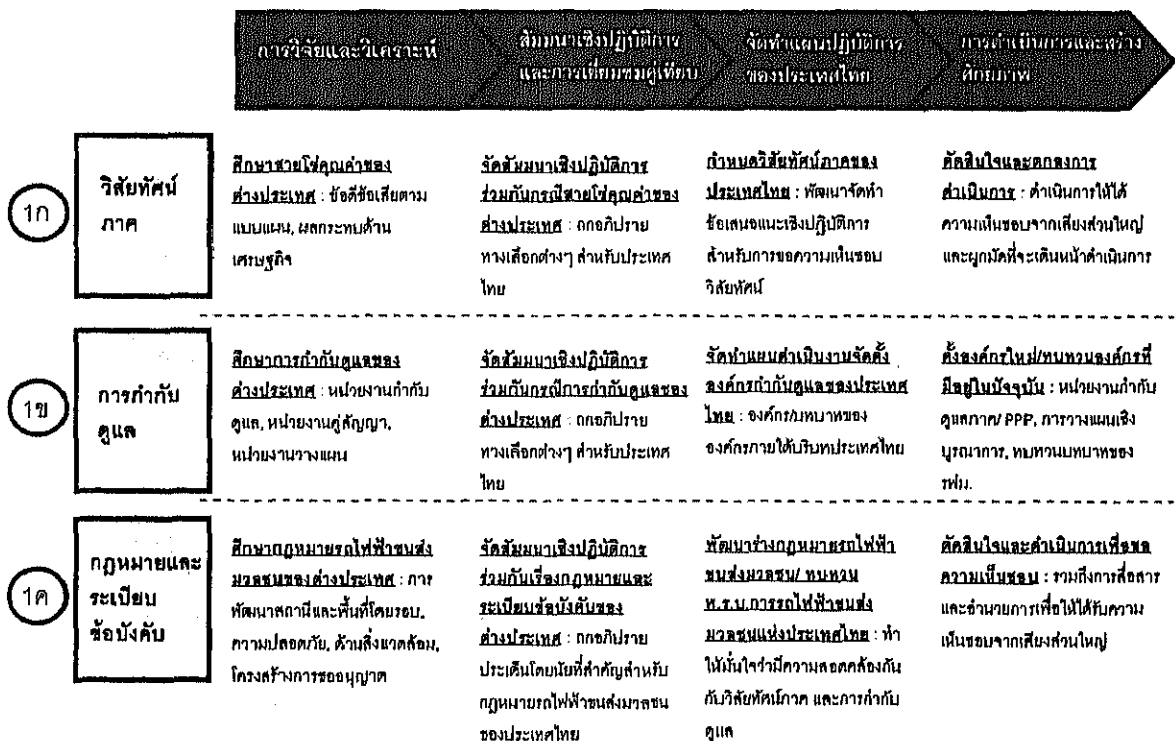 การวิจัยและวิเคราะห์
สัมมนาเชิงปฏิบัติการ
และการเยี่ยมชมคู่เทียบ
จัดทำแผนปฏิบัติการ
ของประเทศไทย
การดำเนินการและสร้าง
ศักยภาพ
1ก
วิสัยทัศน์
ภาค
ศึกษาสายโซ่คุณค่าของ
ต่างประเทศ : ข้อดีข้อเสียตาม
แบบแผน, ผลกระทบด้าน
เศรษฐกิจ
จัดสัมมนาเชิงปฏิบัติการ
ร่วมกันกรณีสายโซ่คุณค่าของ
ต่างประเทศ : ถกอภิปราย
ทางเลือกต่างๆ สำหรับประเทศ
ไทย
กำหนดวิสัยทัศน์ภาคของ
ประเทศไทย : พัฒนาจัดทำ
ข้อเสนอแนะเชิงปฏิบัติการ
สำหรับการขอความเห็นชอบ
วิสัยทัศน์
ตัดสินใจและตกลงการ
ดำเนินการ : ดำเนินการให้ได้
ความเห็นชอบจากเสียงส่วนใหญ่
และผูกมัดที่จะเดินหน้าดำเนินการ
1ข
การกำกับ
ดูแล
ศึกษาการกำกับดูแลของ
ต่างประเทศ : หน่วยงานกำกับ
ดูแล, หน่วยงานคู่สัญญา,
หน่วยงานวางแผน
จัดสัมมนาเชิงปฏิบัติการ
ร่วมกันกรณีการกำกับดูแลของ
ต่างประเทศ : ถกอภิปราย
ทางเลือกต่างๆ สำหรับประเทศ
ไทย
จัดทำแผนดำเนินงานจัดตั้ง
องค์กรกำกับดูแลของประเทศ
ไทย : องค์กร/บทบาทของ
องค์กรภายใต้บริบทประเทศไทย
ตั้งองค์กรใหม่/ทบทวนองค์กรที่
มีอยู่ในปัจจุบัน : หน่วยงานกำกับ
ดูแลภาค/ PPP, การวางแผนเชิง
บูรณาการ, ทบทวนบทบาทของ
รฟม.
1ค
กฎหมายและ
ระเบียบ
ข้อบังคับ
ศึกษากฎหมายรถไฟฟ้าขนส่ง
มวลชนของต่างประเทศ : การ
พัฒนาสถานีและพื้นที่โดยรอบ,
ความปลอดภัย, ด้านสิ่งแวดล้อม,
โครงสร้างการขออนุญาต
จัดสัมมนาเชิงปฏิบัติการ
ร่วมกันเรื่องกฎหมายและ
ระเบียบข้อบังคับของ
ต่างประเทศ : ถกอภิปราย
ประเด็นโดยนัยที่สำคัญสำหรับ
กฎหมายรถไฟฟ้าขนส่งมวลชน
ของประเทศไทย
พัฒนาร่างกฎหมายรถไฟฟ้า
ขนส่งมวลชน/ ทบทวน
พ.ร.บ.การรถไฟฟ้าขนส่ง
มวลชนแห่งประเทศไทย : ทำ
ให้มั่นใจว่ามีความสอดคล้องกัน
กับวิสัยทัศน์ภาค และการกำกับ
ดูแล
ตัดสินใจและดำเนินการเพื่อขอ
ความเห็นชอบ : รวมถึงการสื่อสาร
และอำนวยการเพื่อให้ได้รับความ
เห็นชอบจากเสียงส่วนใหญ่